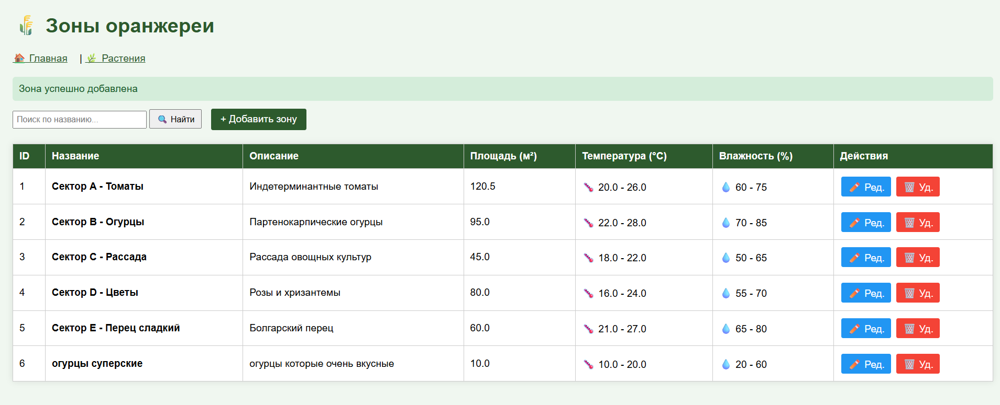 Зоны оранжереи
Главная | Растения
Зона успешно добавлена
Поиск по названию... Найти + Добавить зону
ID Название Описание Площадь (м²) Температура (°C) Влажность (%) Действия
1 Сектор A - Томаты Индетерминантные томаты 120.5 20.0 - 26.0 60 - 75 Ред. Уд.
2 Сектор B - Огурцы Партенокарпические огурцы 95.0 22.0 - 28.0 70 - 85 Ред. Уд.
3 Сектор C - Рассада Рассада овощных культур 45.0 18.0 - 22.0 50 - 65 Ред. Уд.
4 Сектор D - Цветы Розы и хризантемы 80.0 16.0 - 24.0 55 - 70 Ред. Уд.
5 Сектор E - Перец сладкий Болгарский перец 60.0 21.0 - 27.0 65 - 80 Ред. Уд.
6 огурцы суперские огурцы которые очень вкусные 10.0 10.0 - 20.0 20 - 60 Ред. Уд.